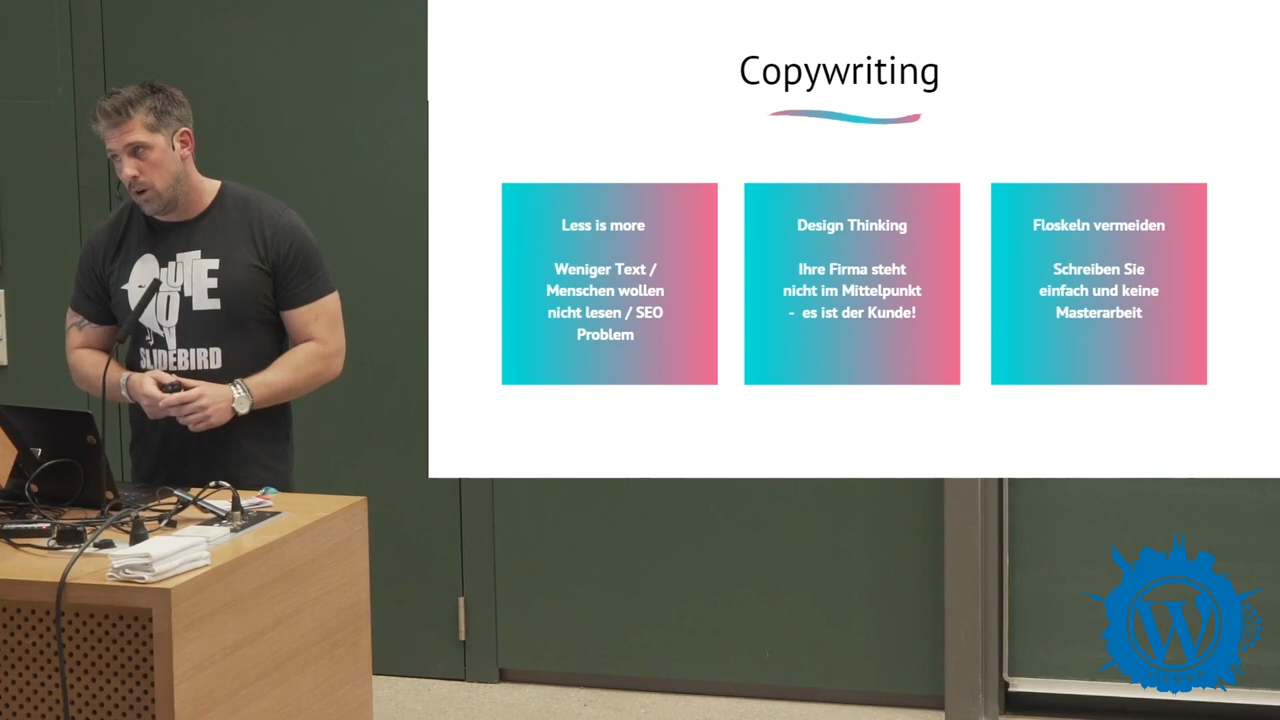 Copywriting
Less is more
Weniger Text /
Menschen wollen
nicht lesen / SEO
Problem
Design Thinking
Ihre Firma steht
nicht im Mittelpunkt
- es ist der Kunde!
Floskeln vermeiden
Schreiben Sie
einfach und keine
Masterarbeit
SLIDEBIRD
W